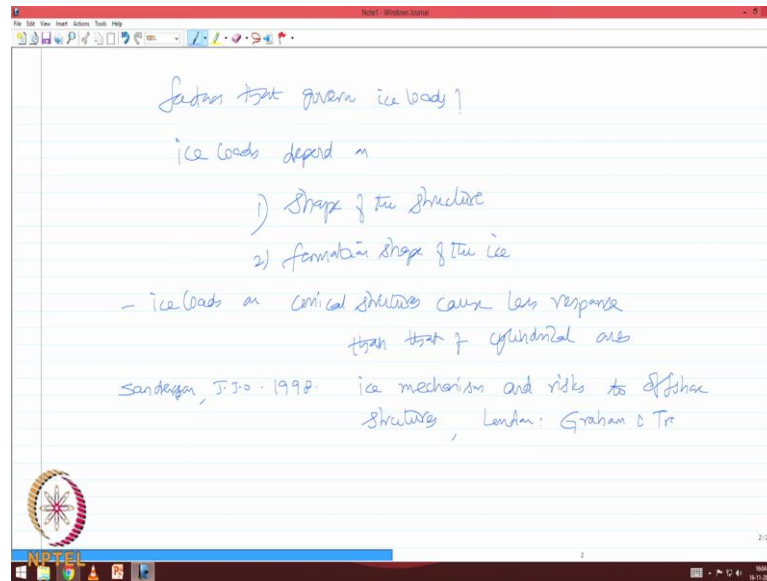 Note1 - Windows Journal
File Edit View Insert Actions Tools Help
factors that govern ice loads?
ice loads depend on
1) shape of the structure
2) formation shape of the ice
- ice loads on conical structures cause less response
than that of cylindrical ones
Sanderson, J.J.O. 1998. ice mechanism and risks to offshore
structures, London: Graham & Tr
NPTEL
2